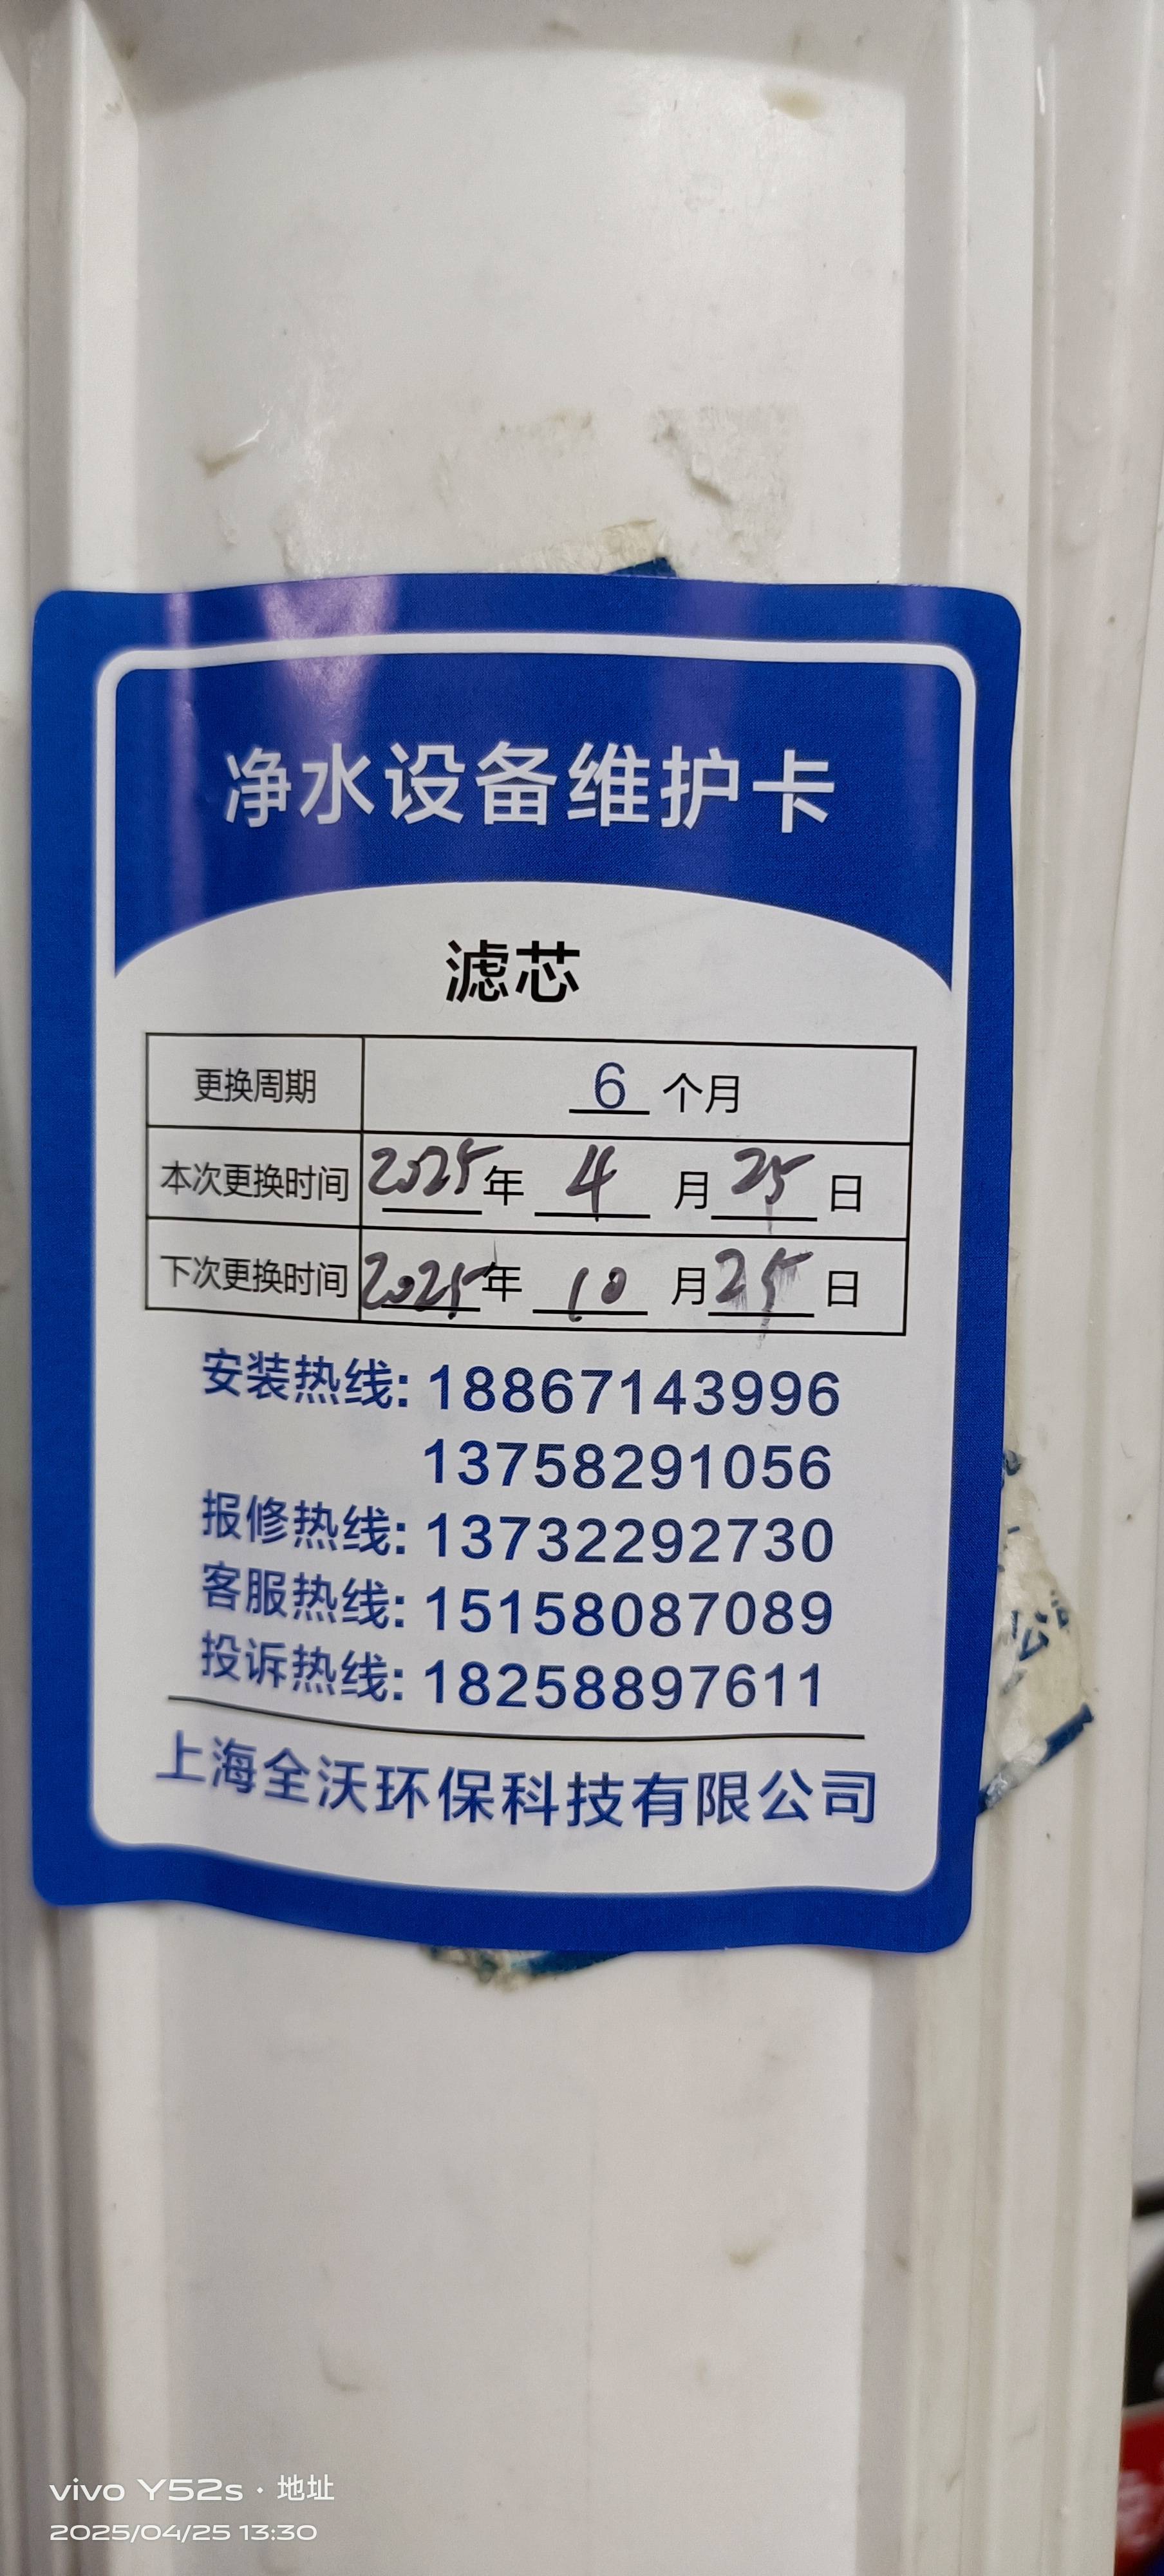 净水设备维护卡
滤芯
更换周期 6 个月
本次更换时间 2025年 4 月 25 日
下次更换时间 2025年 10 月 25 日
安装热线: 18867143996
13758291056
报修热线: 13732292730
客服热线: 15158087089
投诉热线: 18258897611
上海全沃环保科技有限公司
vivo Y52s · 地址
2025/04/25 13:30